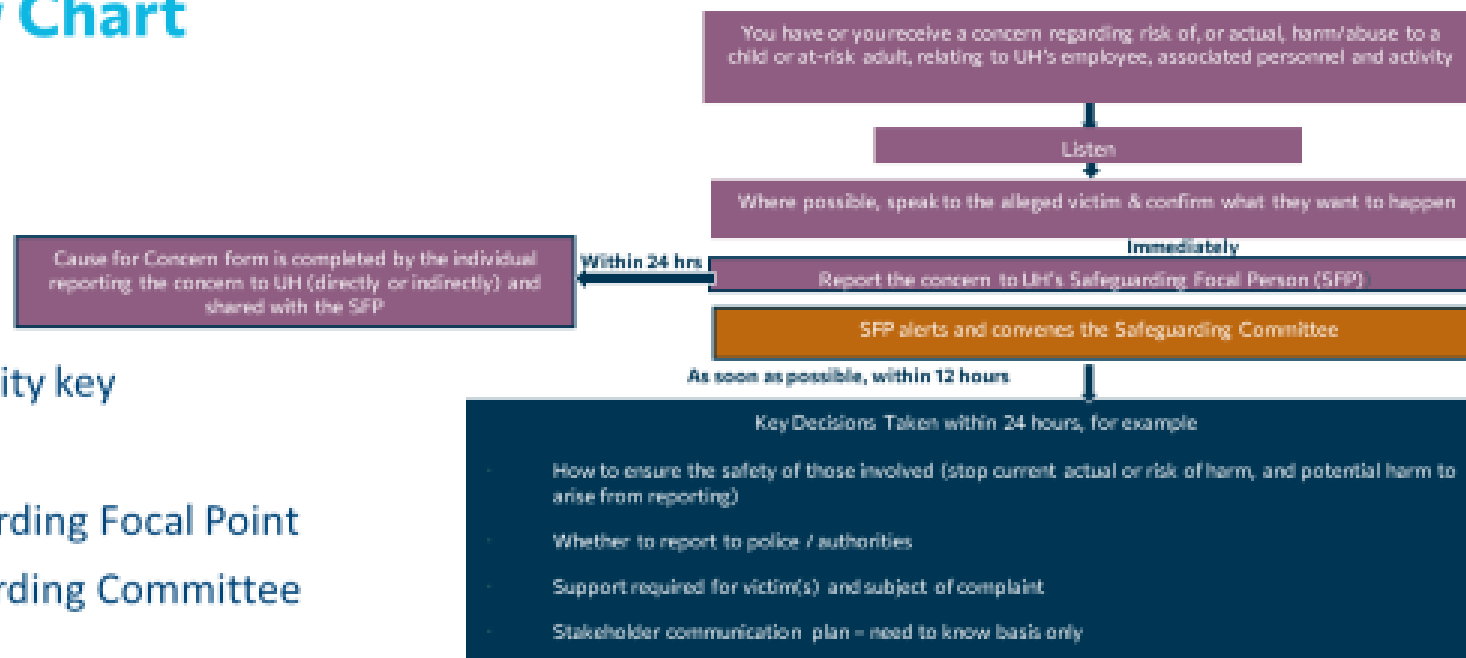 Chart
You have or you receive a concern regarding risk of, or actual, harm/abuse to a
child or at-risk adult, relating to UH's employee, associated personnel and activity
Listen
Where possible, speak to the alleged victim & confirm what they want to happen
Immediately
Report the concern to UH's Safeguarding Focal Person (SFP)
Within 24 hrs
Cause for Concern form is completed by the individual
reporting the concern to UH (directly or indirectly) and
shared with the SFP
SFP alerts and convenes the Safeguarding Committee
As soon as possible, within 12 hours
ity key
rding Focal Point
rding Committee
Key Decisions Taken within 24 hours, for example
How to ensure the safety of those involved (stop current actual or risk of harm, and potential harm to
arise from reporting)
Whether to report to police / authorities
Support required for victim(s) and subject of complaint
Stakeholder communication plan – need to know basis only